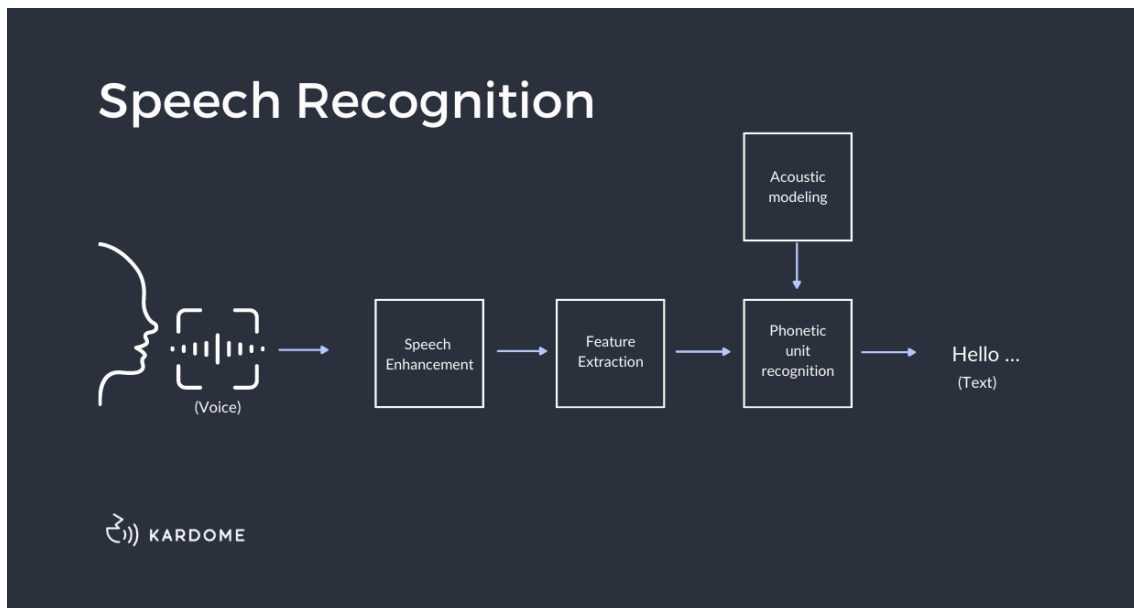 Speech Recognition
Acoustic
modeling
(Voice)
Speech
Enhancement
Feature
Extraction
Phonetic
unit
recognition
Hello ...
(Text)
KARDOME